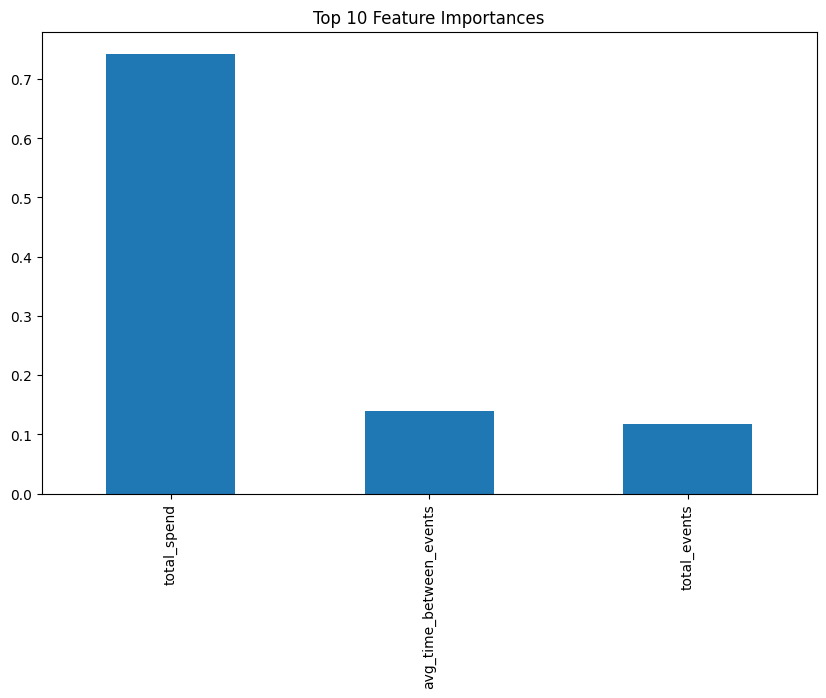 Top 10 Feature Importances
0.7
0.6
0.5
0.4
0.3
0.2
0.1
0.0
total_spend
avg_time_between_events
total_events